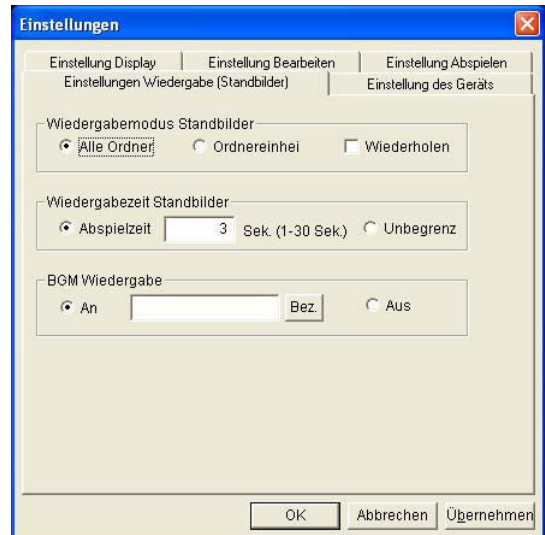 Einstellungen
Einstellung Display Einstellung Bearbeiten Einstellung Abspielen
Einstellungen Wiedergabe (Standbilder) Einstellung des Geräts
Wiedergabemodus Standbilder
Alle Ordner Ordnereinhei Wiederholen
Wiedergabezeit Standbilder
Abspielzeit 3 Sek. (1-30 Sek.) Unbegrenz
BGM Wiedergabe
An Bez. Aus
OK Abbrechen Übernehmen